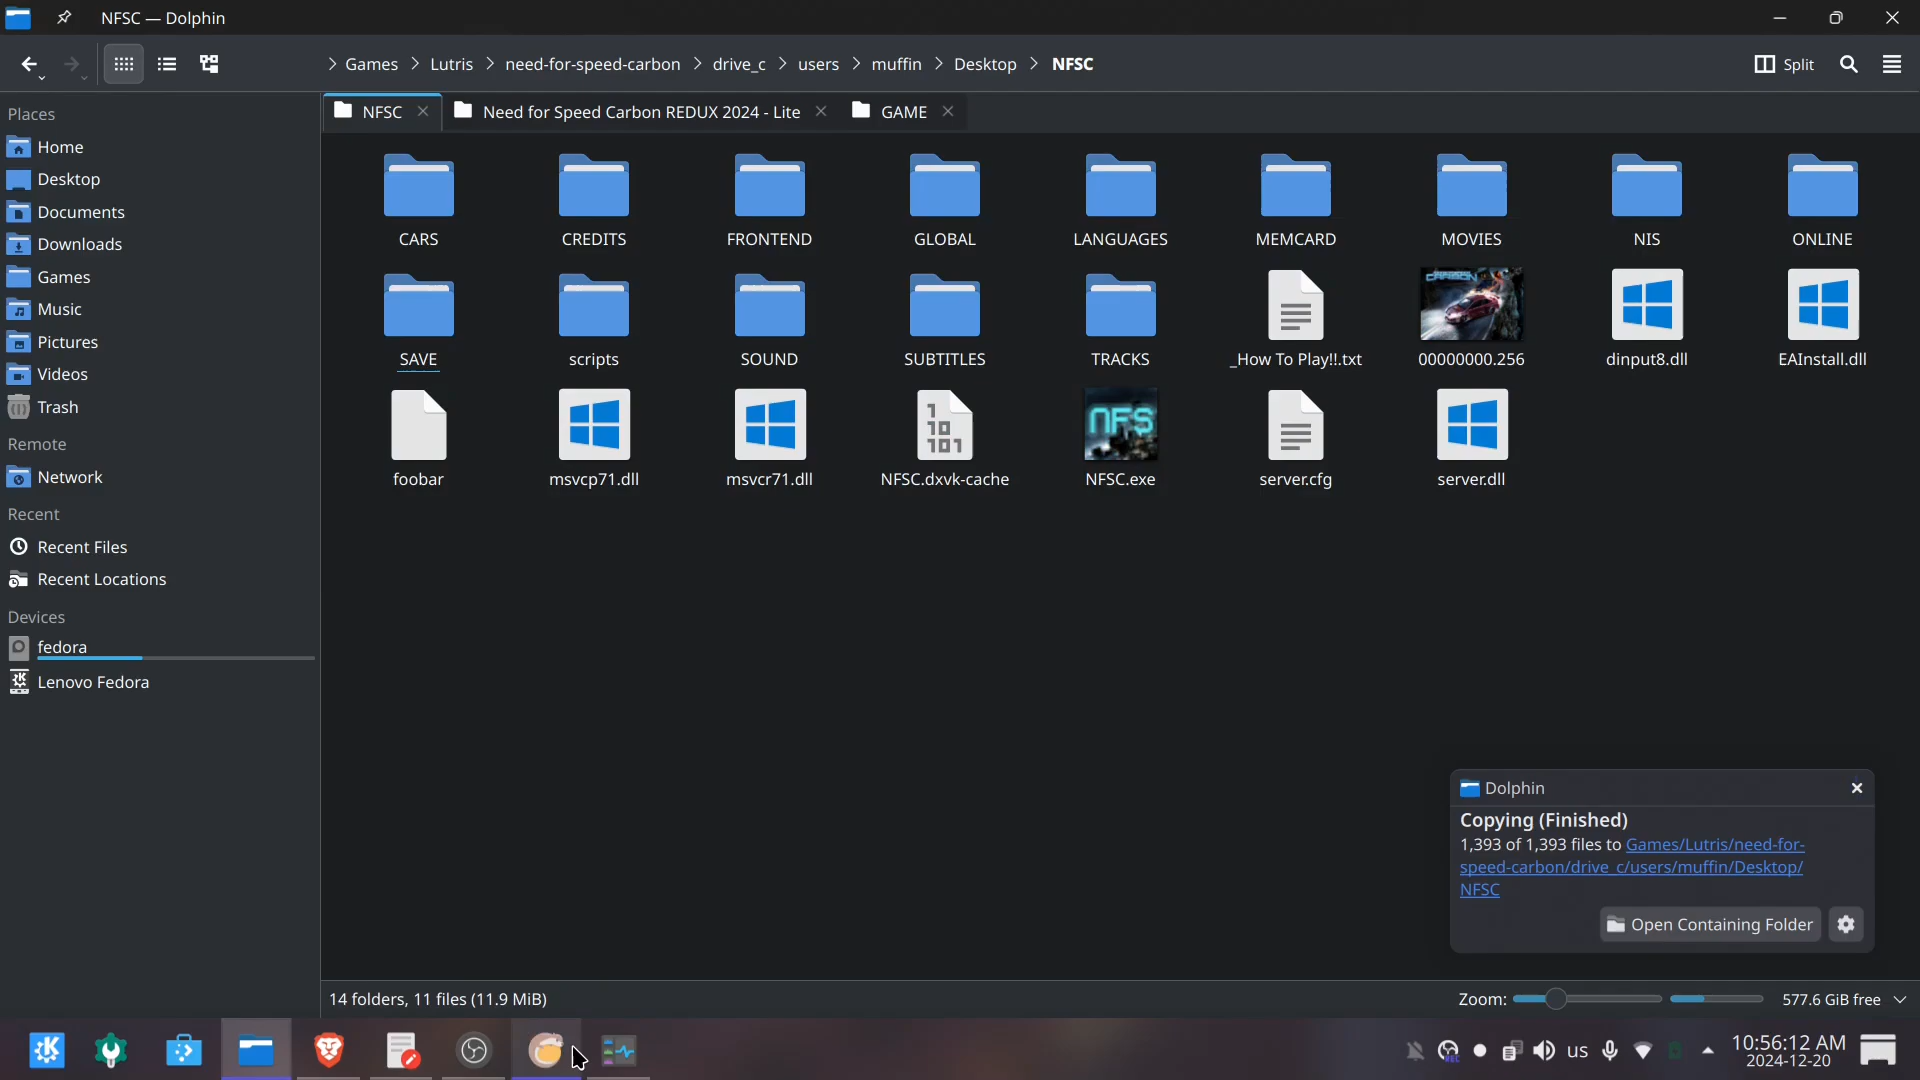 NFSC — Dolphin
> Games > Lutris > need-for-speed-carbon > drive_c > users > muffin > Desktop > NFSC
Split
Places
Home
Desktop
Documents
Downloads
Games
Music
Pictures
Videos
Trash
Remote
Network
Recent
Recent Files
Recent Locations
Devices
fedora
Lenovo Fedora
NFSC
Need for Speed Carbon REDUX 2024 - Lite
GAME
CARS
CREDITS
FRONTEND
GLOBAL
LANGUAGES
MEMCARD
MOVIES
NIS
ONLINE
CARBON
SAVE
scripts
SOUND
SUBTITLES
TRACKS
_How To Play!!.txt
00000000.256
dinput8.dll
EAInstall.dll
1
10
101
NFS
foobar
msvcp71.dll
msvcr71.dll
NFSC.dxvk-cache
NFSC.exe
server.cfg
server.dll
Dolphin
Copying (Finished)
1,393 of 1,393 files to Games/Lutris/need-for-
speed-carbon/drive_c/users/muffin/Desktop/
NFSC
Open Containing Folder
14 folders, 11 files (11.9 MiB)
Zoom:
577.6 GiB free
REC
us
10:56:12 AM
2024-12-20